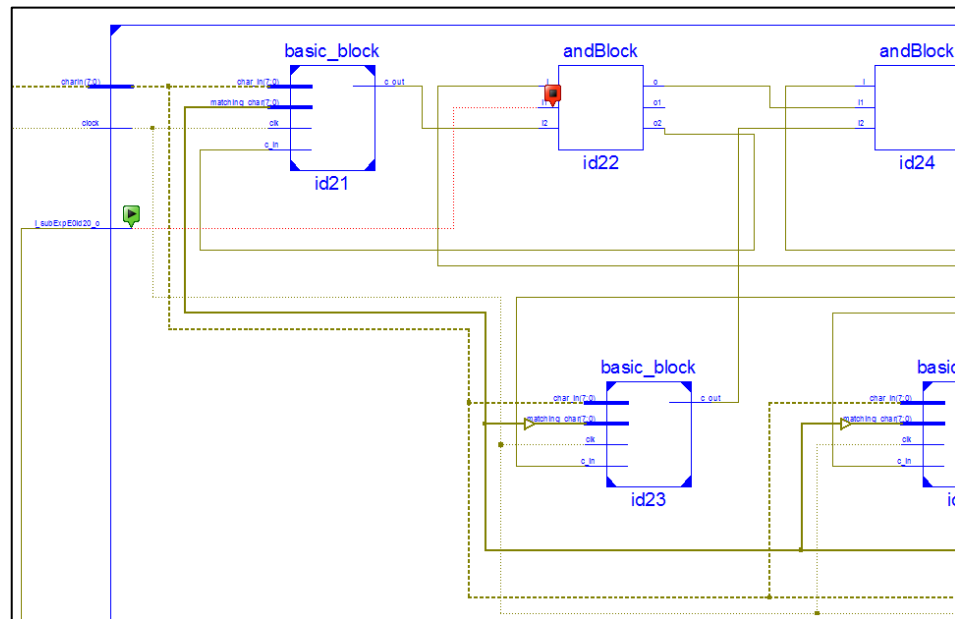 basic_block
andBlock
andBlock
charIn(7:0)
char_in(7:0)
c_out
i
o
i
matching_char(7:0)
i1
o1
i1
clock
clk
i2
o2
i2
c_in
id21
id22
id24
i_subExpE0id20_o
basic_block
basic
char_in(7:0)
c_out
char_in(7:0)
matching_char(7:0)
matching_char(7:0)
clk
clk
c_in
c_in
id23